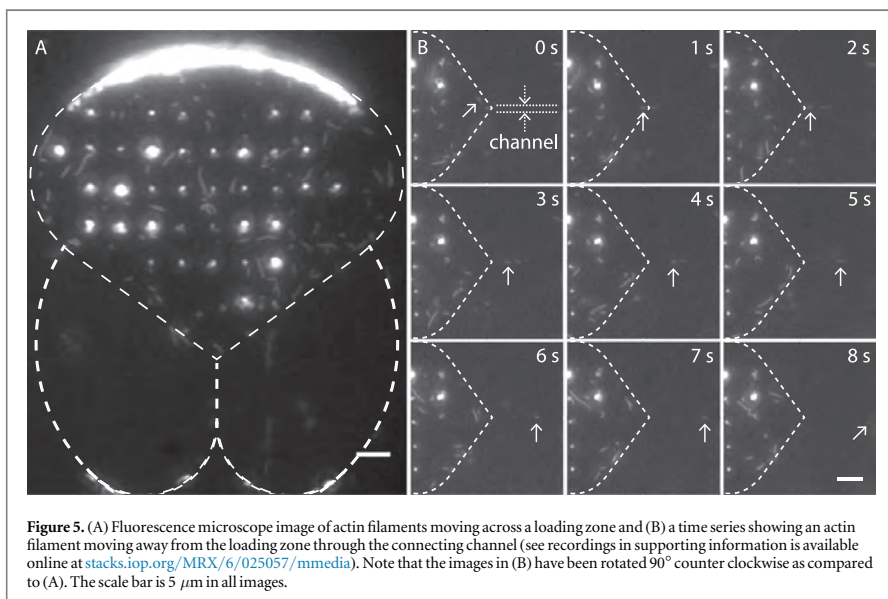 A
B
0 s
1 s
2 s
channel
3 s
4 s
5 s
6 s
7 s
8 s
Figure 5. (A) Fluorescence microscope image of actin filaments moving across a loading zone and (B) a time series showing an actin
filament moving away from the loading zone through the connecting channel (see recordings in supporting information is available
online at stacks.iop.org/MRX/6/025057/mmedia). Note that the images in (B) have been rotated 90° counter clockwise as compared
to (A). The scale bar is 5 μm in all images.